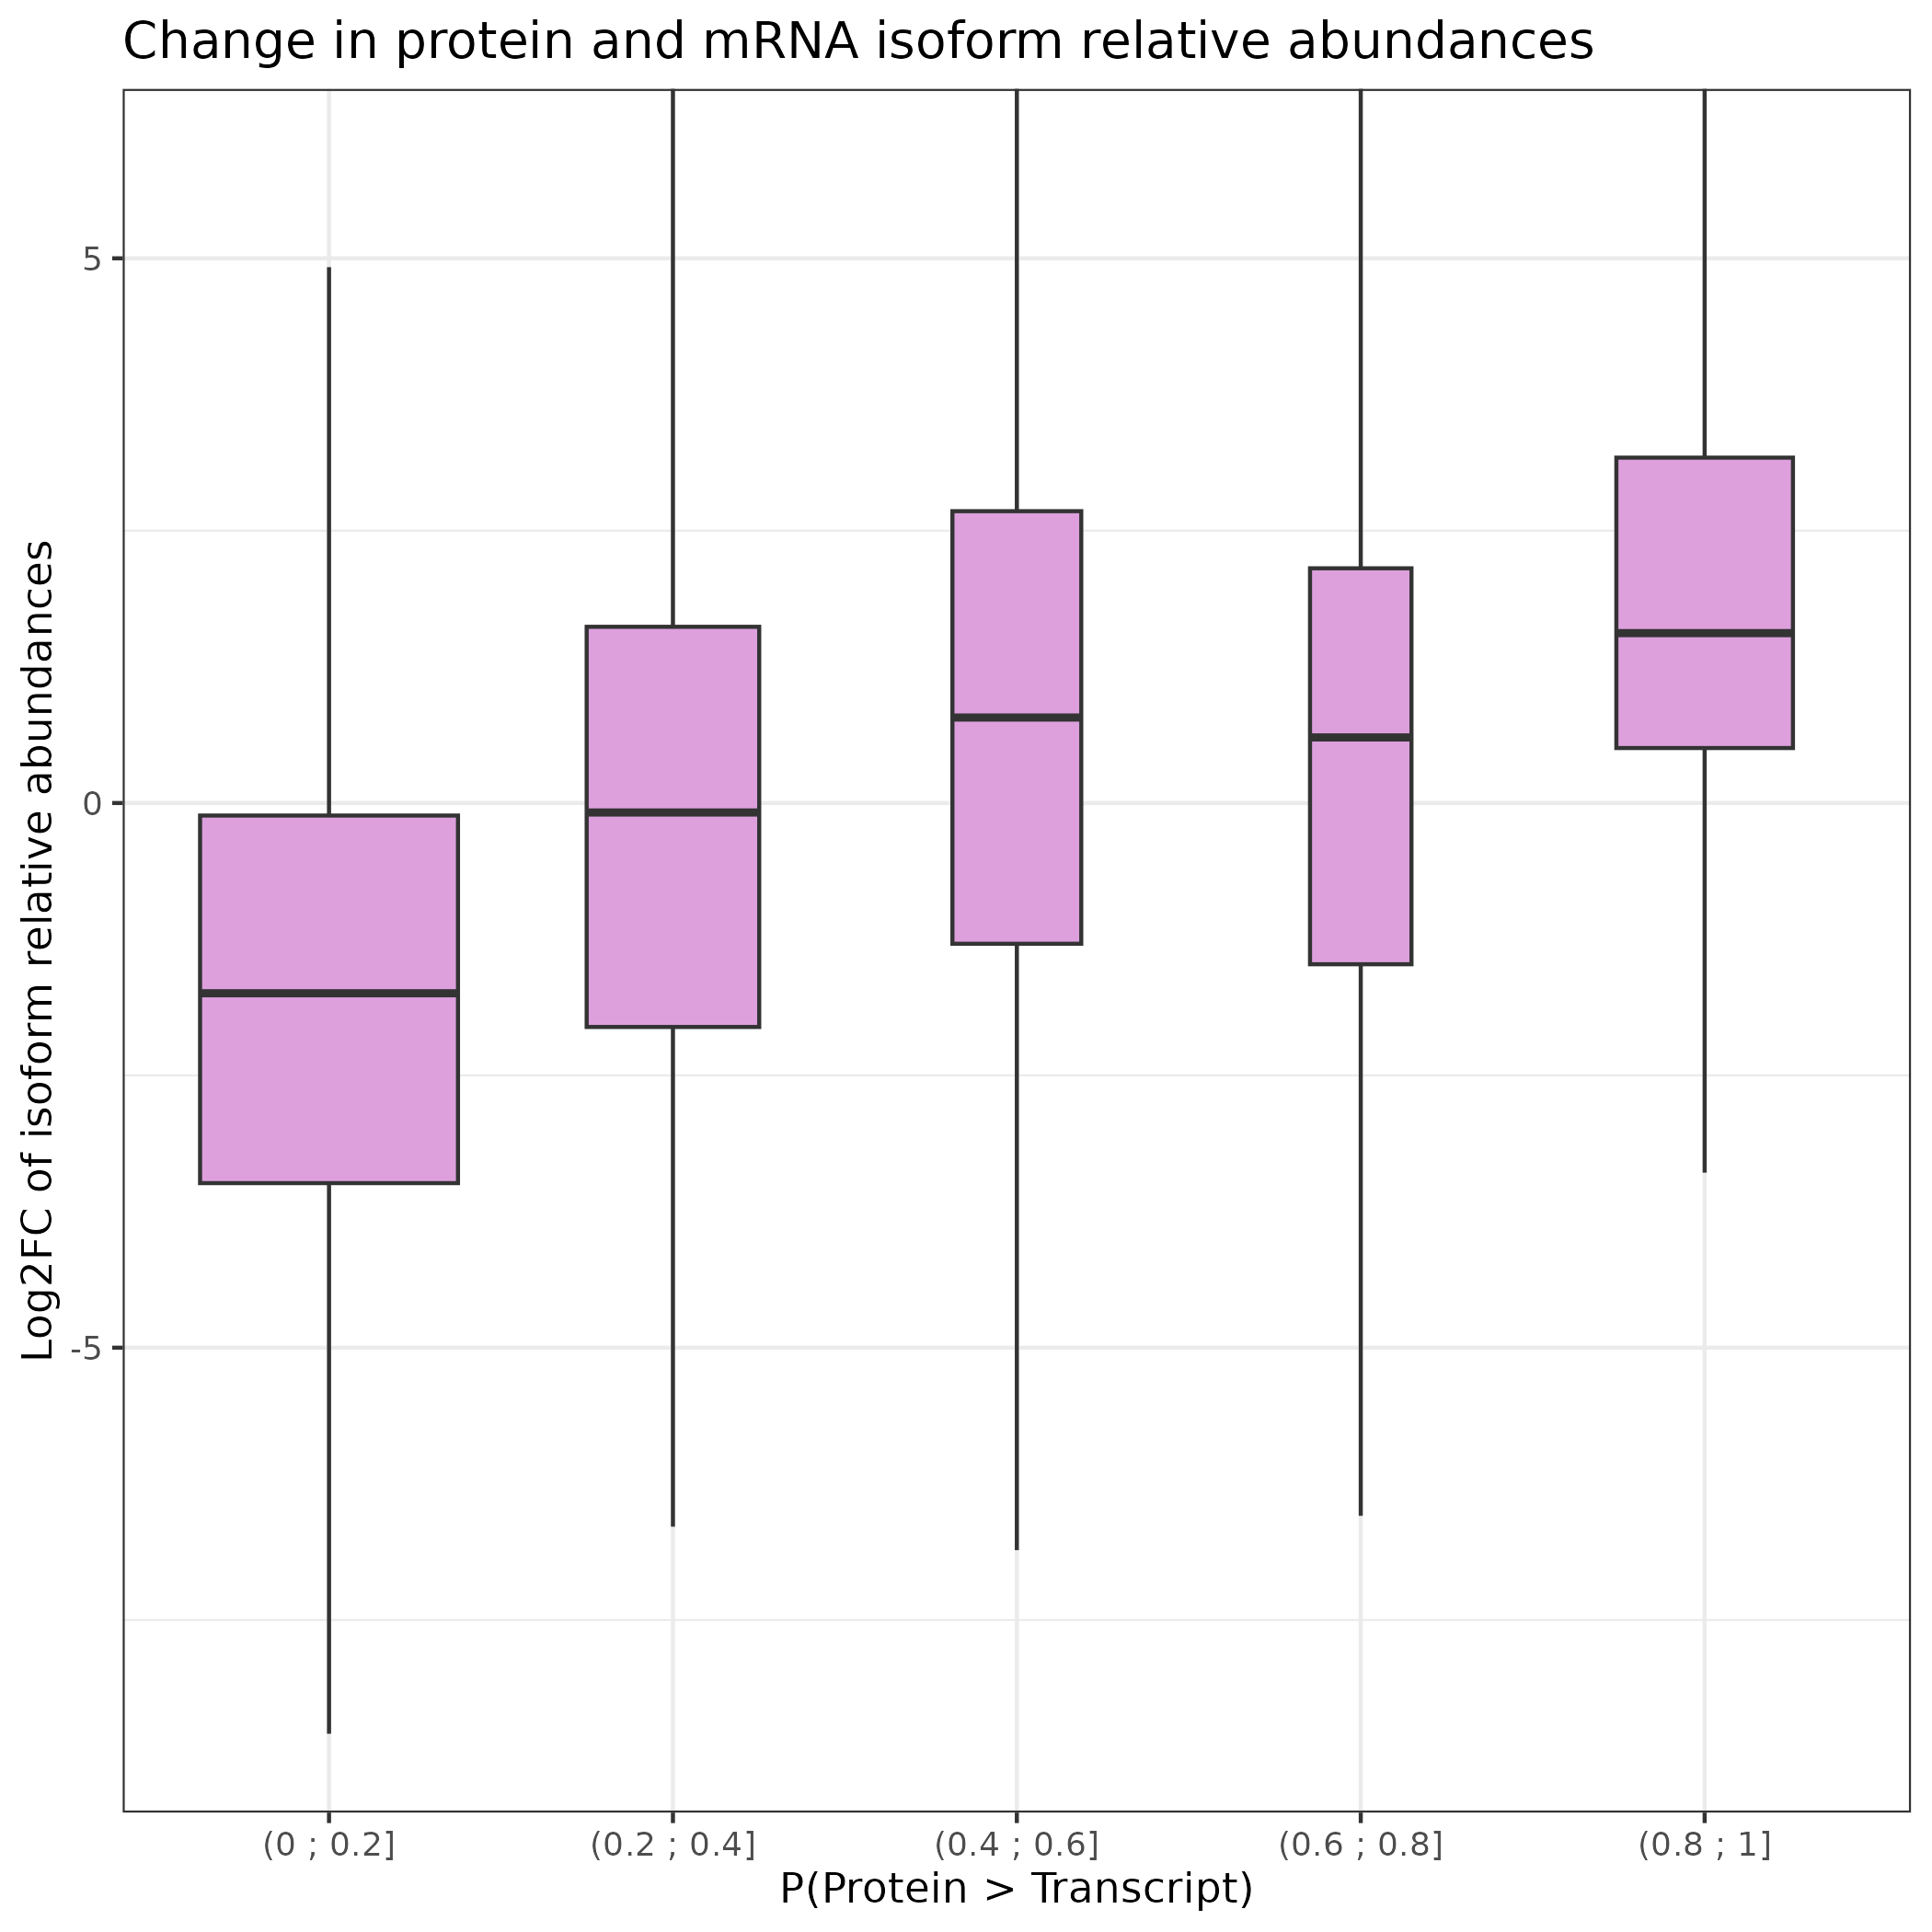 Change in protein and mRNA isoform relative abundances
Log2FC of isoform relative abundances
5
0
-5
(0 ; 0.2]
(0.2 ; 0.4]
(0.4 ; 0.6]
(0.6 ; 0.8]
(0.8 ; 1]
P(Protein > Transcript)